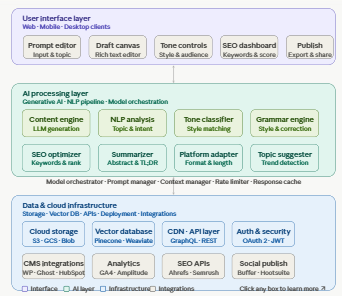 User interface layer
Web · Mobile · Desktop clients
Prompt editor
Input & topic
Draft canvas
Rich text editor
Tone controls
Style & audience
SEO dashboard
Keywords & score
Publish
Export & share
AI processing layer
Generative AI · NLP pipeline · Model orchestration
Content engine
LLM generation
NLP analysis
Topic & intent
Tone classifier
Style matching
Grammar engine
Style & correction
SEO optimizer
Keywords & rank
Summarizer
Abstract & TL;DR
Platform adapter
Format & length
Topic suggester
Trend detection
Model orchestrator · Prompt manager · Context manager · Rate limiter · Response cache
Data & cloud infrastructure
Storage · Vector DB · APIs · Deployment · Integrations
Cloud storage
S3 · GCS · Blob
Vector database
Pinecone · Weaviate
CDN · API layer
GraphQL · REST
Auth & security
OAuth 2 · JWT
CMS integrations
WP · Ghost · HubSpot
Analytics
GA4 · Amplitude
SEO APIs
Ahrefs · Semrush
Social publish
Buffer · Hootsuite
Interface
AI layer
Infrastructure
Integrations
Click any box to learn more ↗